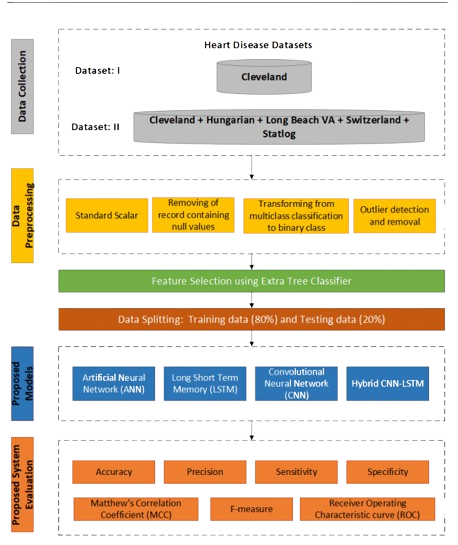 Data Collection
Heart Disease Datasets
Dataset: I
Cleveland
Dataset: II
Cleveland + Hungarian + Long Beach VA + Switzerland +
Statlog
Data
Preprocessing
Standard Scalar
Removing of
record containing
null values
Transforming from
multiclass classification
to binary class
Outlier detection
and removal
Feature Selection using Extra Tree Classifier
Data Splitting: Training data (80%) and Testing data (20%)
Proposed
Models
Artificial Neural
Network (ANN)
Long Short Term
Memory (LSTM)
Convolutional
Neural Network
(CNN)
Hybrid CNN-LSTM
Proposed System
Evaluation
Accuracy
Precision
Sensitivity
Specificity
Matthew's Correlation
Coefficient (MCC)
F-measure
Receiver Operating
Characteristic curve (ROC)